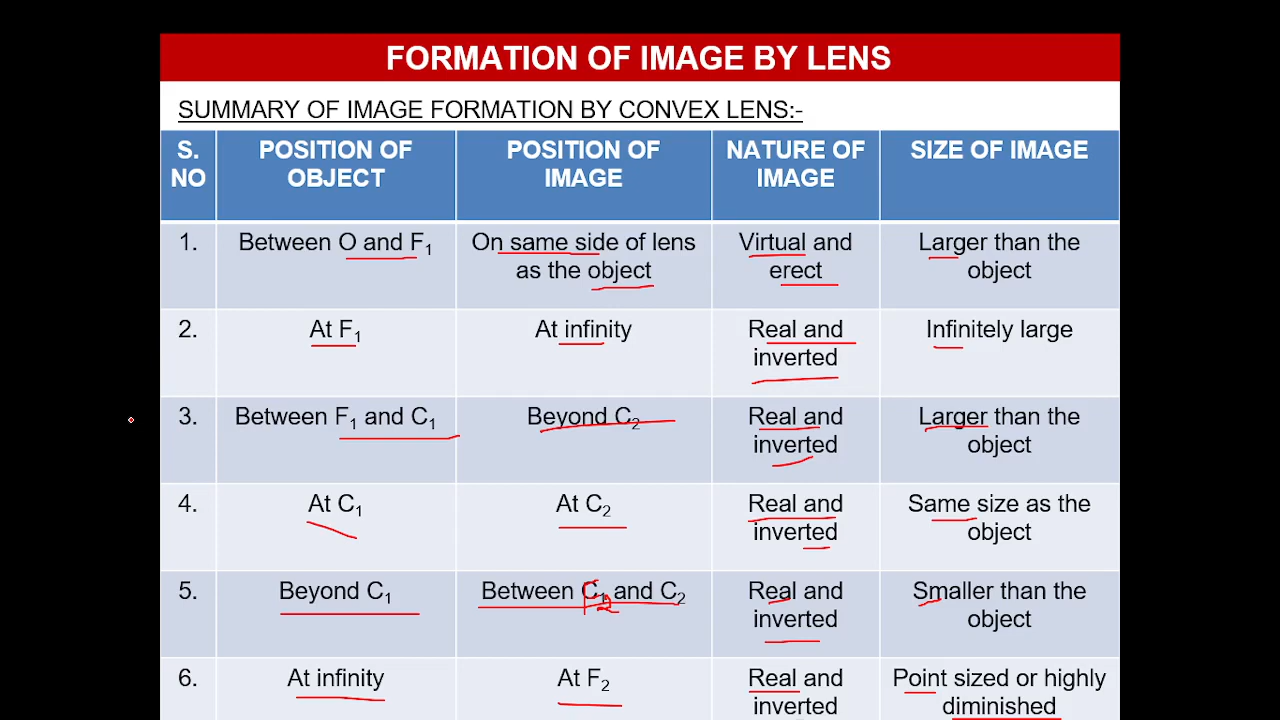 FORMATION OF IMAGE BY LENS
SUMMARY OF IMAGE FORMATION BY CONVEX LENS:-
S. NO POSITION OF OBJECT POSITION OF IMAGE NATURE OF IMAGE SIZE OF IMAGE
1. Between O and F₁ On same side of lens as the object Virtual and erect Larger than the object
2. At F₁ At infinity Real and inverted Infinitely large
3. Between F₁ and C₁ Beyond C₂ Real and inverted Larger than the object
4. At C₁ At C₂ Real and inverted Same size as the object
5. Beyond C₁ Between C₁ and C₂ Real and inverted Smaller than the object
F₂
6. At infinity At F₂ Real and inverted Point sized or highly diminished